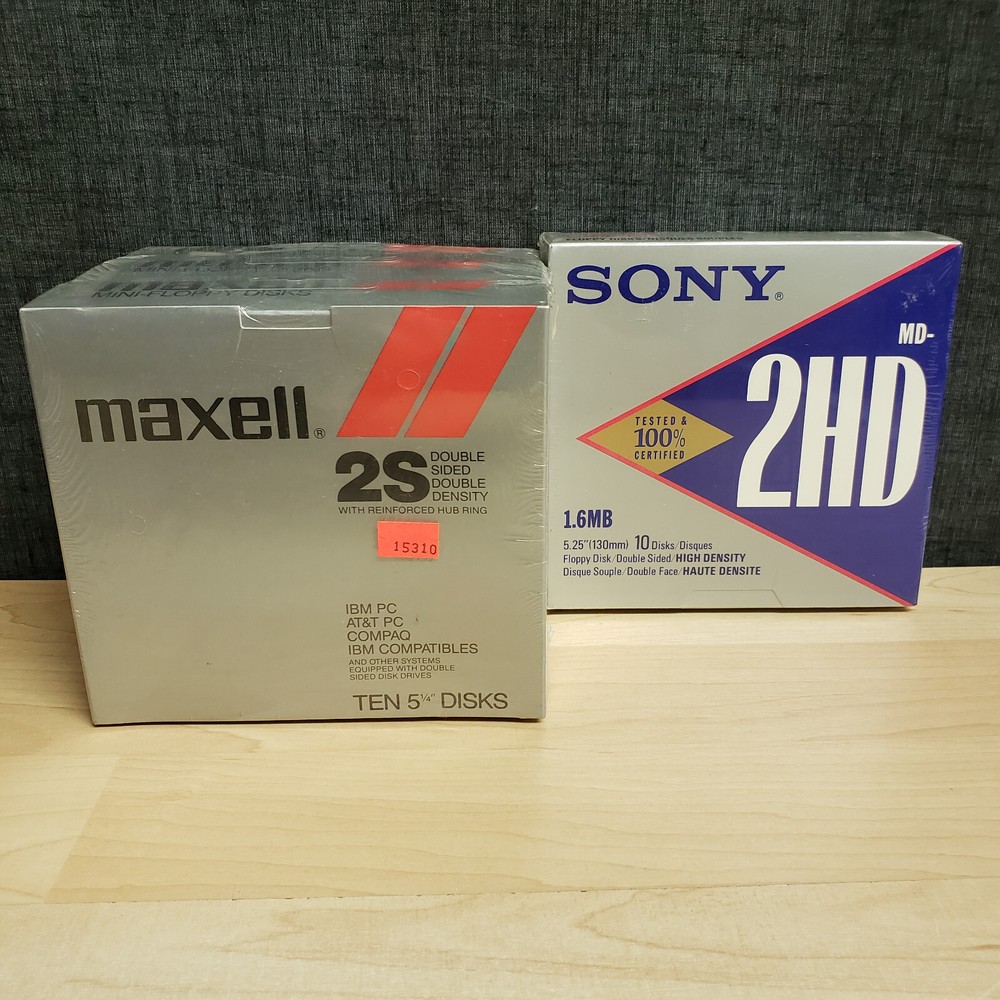 MINI-FLOPPY DISKS
maxell®
2S DOUBLE
SIDED
DOUBLE
DENSITY
WITH REINFORCED HUB RING
15310
IBM PC
AT&T PC
COMPAQ
IBM COMPATIBLES
AND OTHER SYSTEMS
EQUIPPED WITH DOUBLE
SIDED DISK DRIVES
TEN 5¼" DISKS
SONY®
MD-
2HD
TESTED &
100%
CERTIFIED
1.6MB
5.25"(130mm) 10 Disks/Disques
Floppy Disk/Double Sided/HIGH DENSITY
Disque Souple/Double Face/HAUTE DENSITE